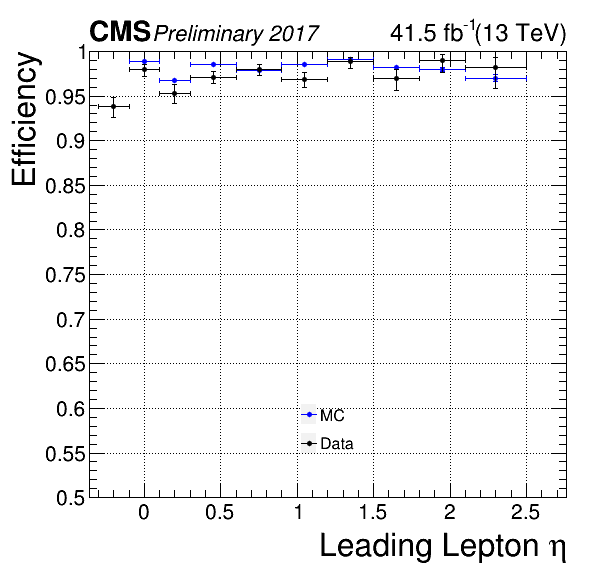 CMS Preliminary 2017 41.5 fb⁻¹(13 TeV)
Efficiency
1
0.95
0.9
0.85
0.8
0.75
0.7
0.65
0.6
0.55
0.5
MC
Data
0 0.5 1 1.5 2 2.5
Leading Lepton η